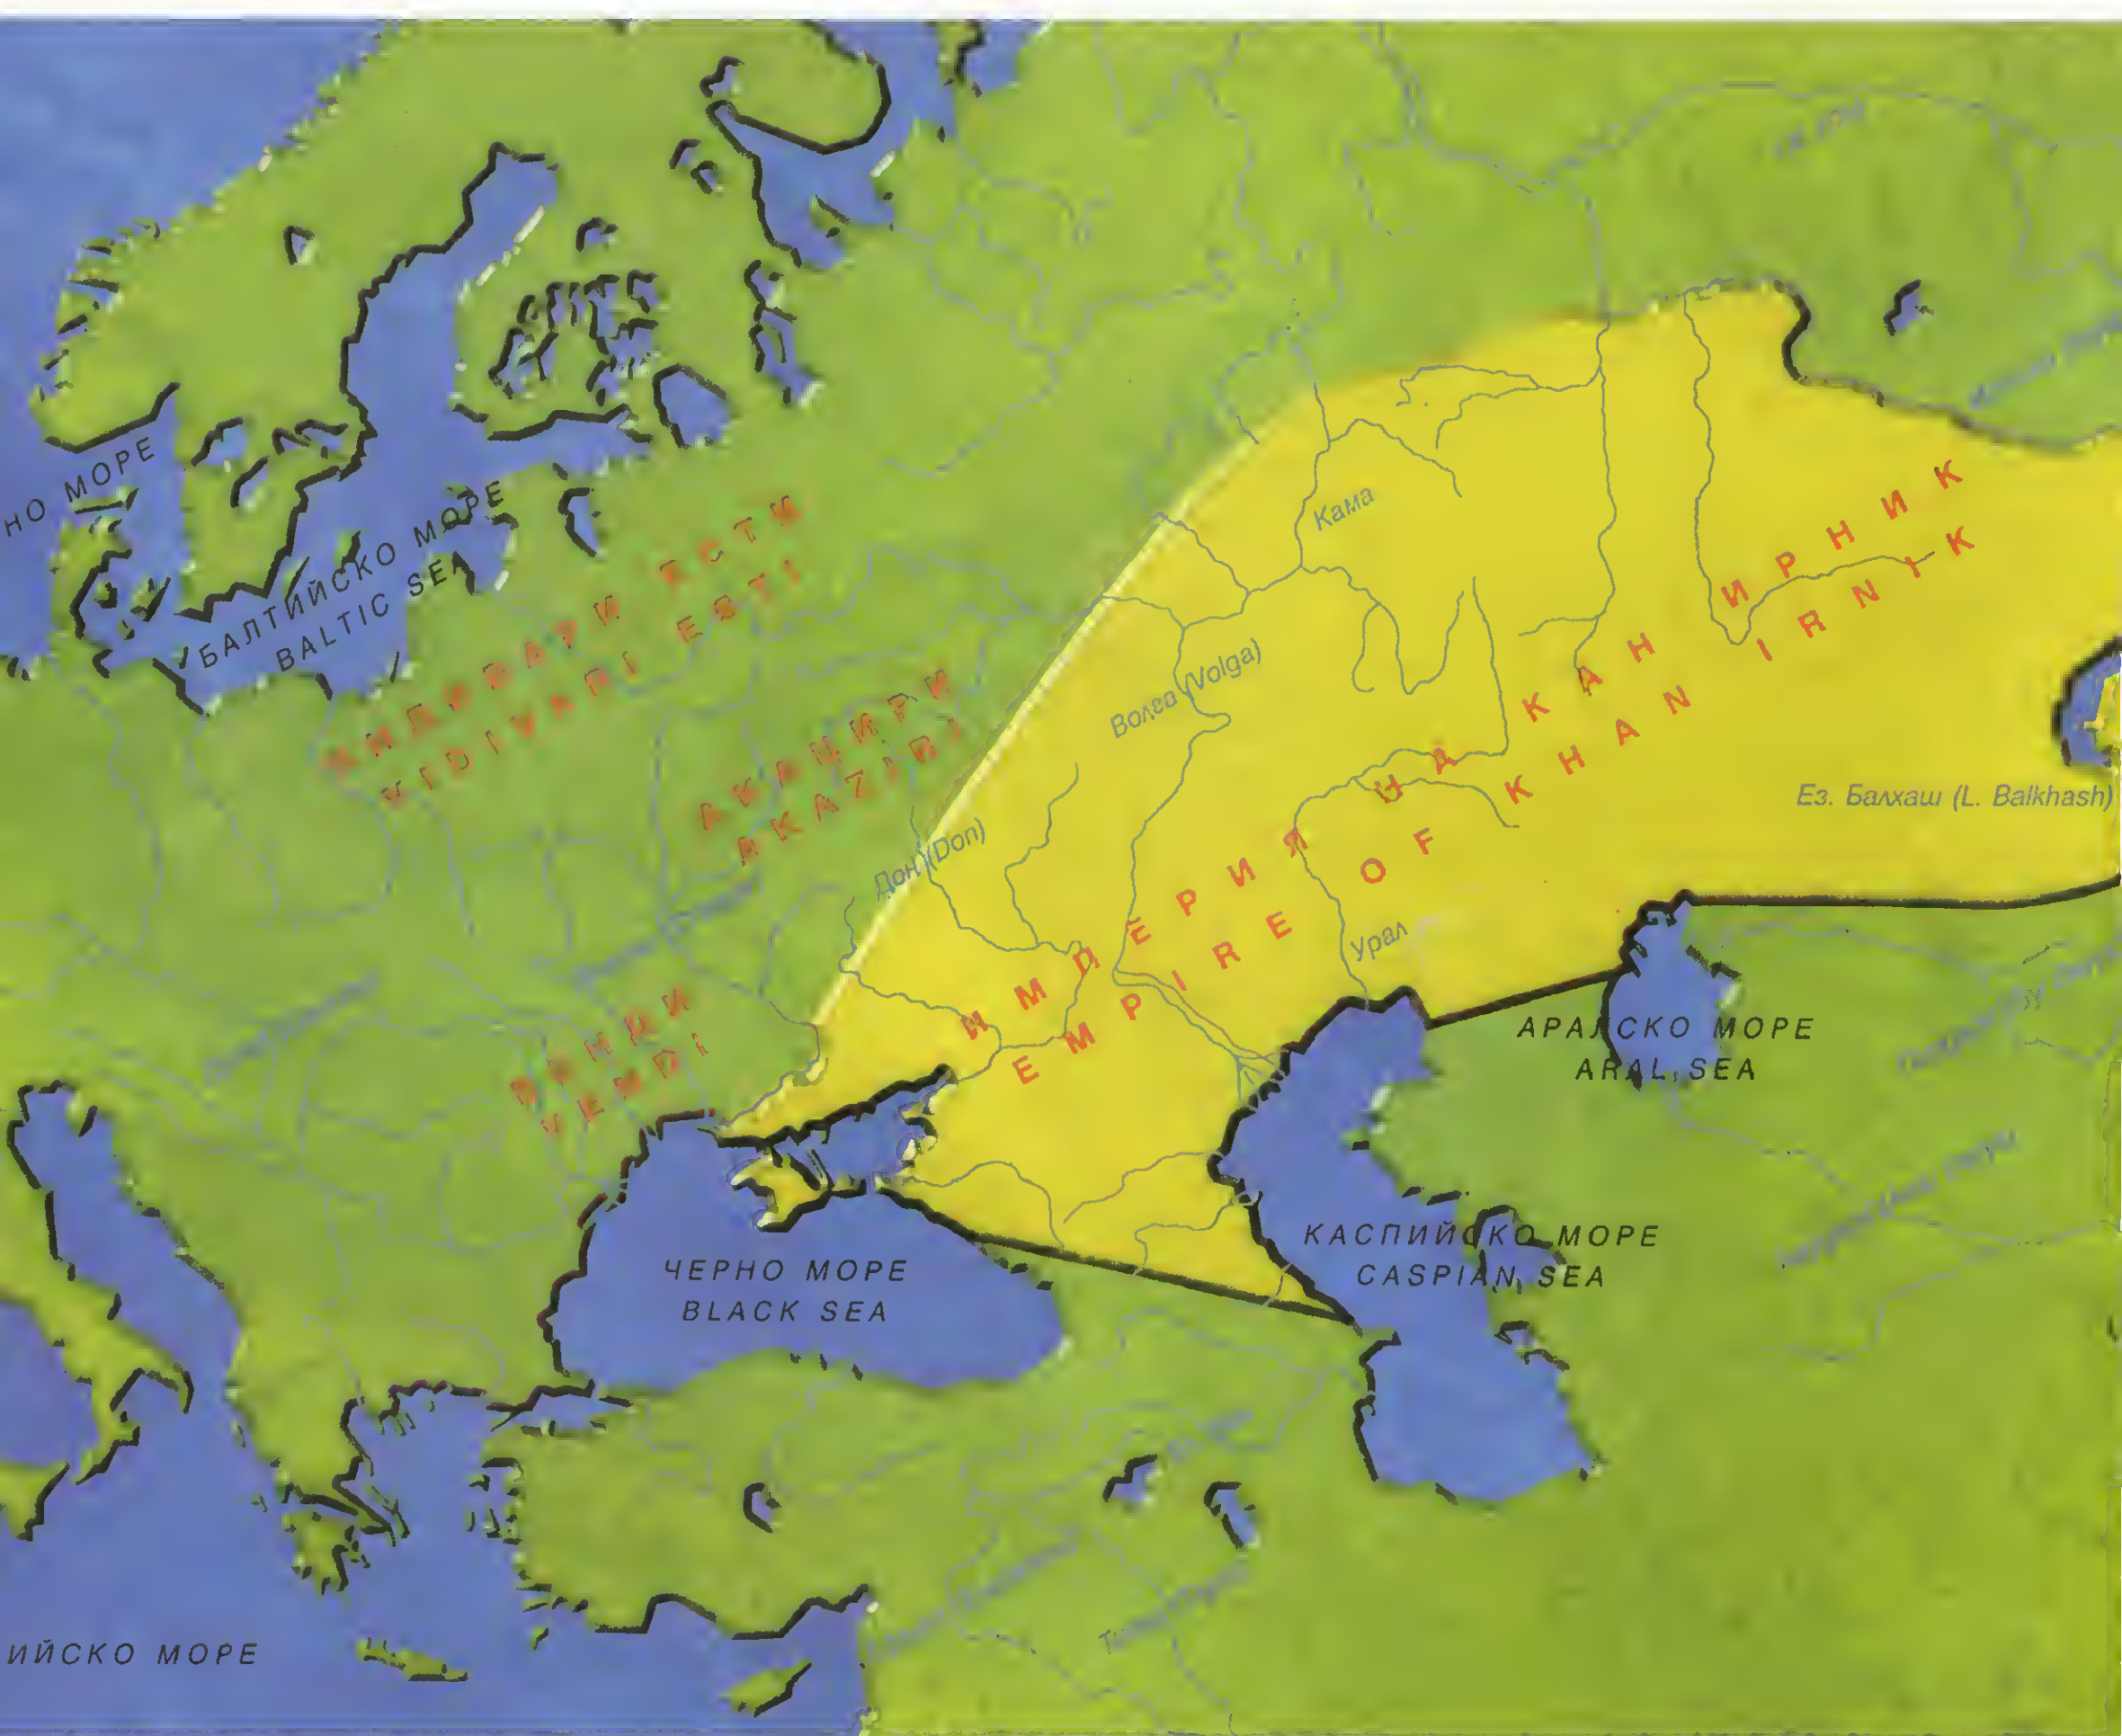 НО МОРЕ
БАЛТИЙСКО МОРЕ
BALTIC SEA
ВИДИВАРИ ЕСТИ
VIDIVARI ESTI
АКАЦИРИ
AKAZIRI
ВЕНДИ
VENDI
Кама
Волга (Volga)
Дон (Don)
Урал
ИМПЕРИЯ НА КАН ИРНИК
EMPIRE OF KHAN IRNIK
Ез. Балхаш (L. Balkhash)
АРАЛСКО МОРЕ
ARAL SEA
КАСПИЙСКО МОРЕ
CASPIAN SEA
ЧЕРНО МОРЕ
BLACK SEA
ИЙСКО МОРЕ